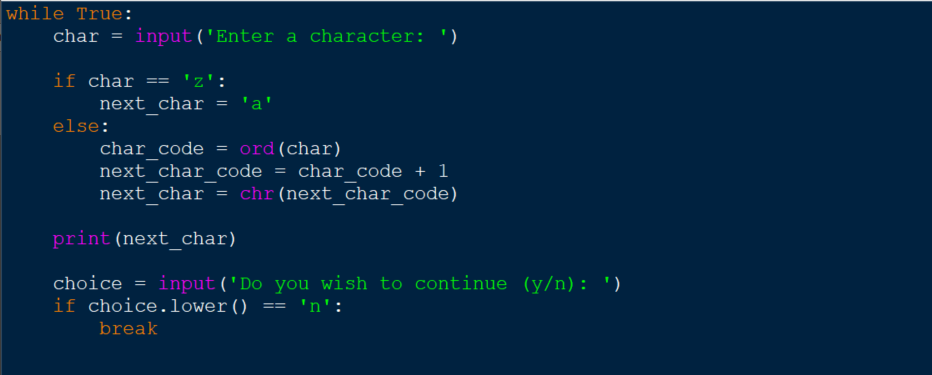 while True:
    char = input('Enter a character: ')
    if char == 'z':
        next_char = 'a'
    else:
        char_code = ord(char)
        next_char_code = char_code + 1
        next_char = chr(next_char_code)
    print(next_char)
    choice = input('Do you wish to continue (y/n): ')
    if choice.lower() == 'n':
        break